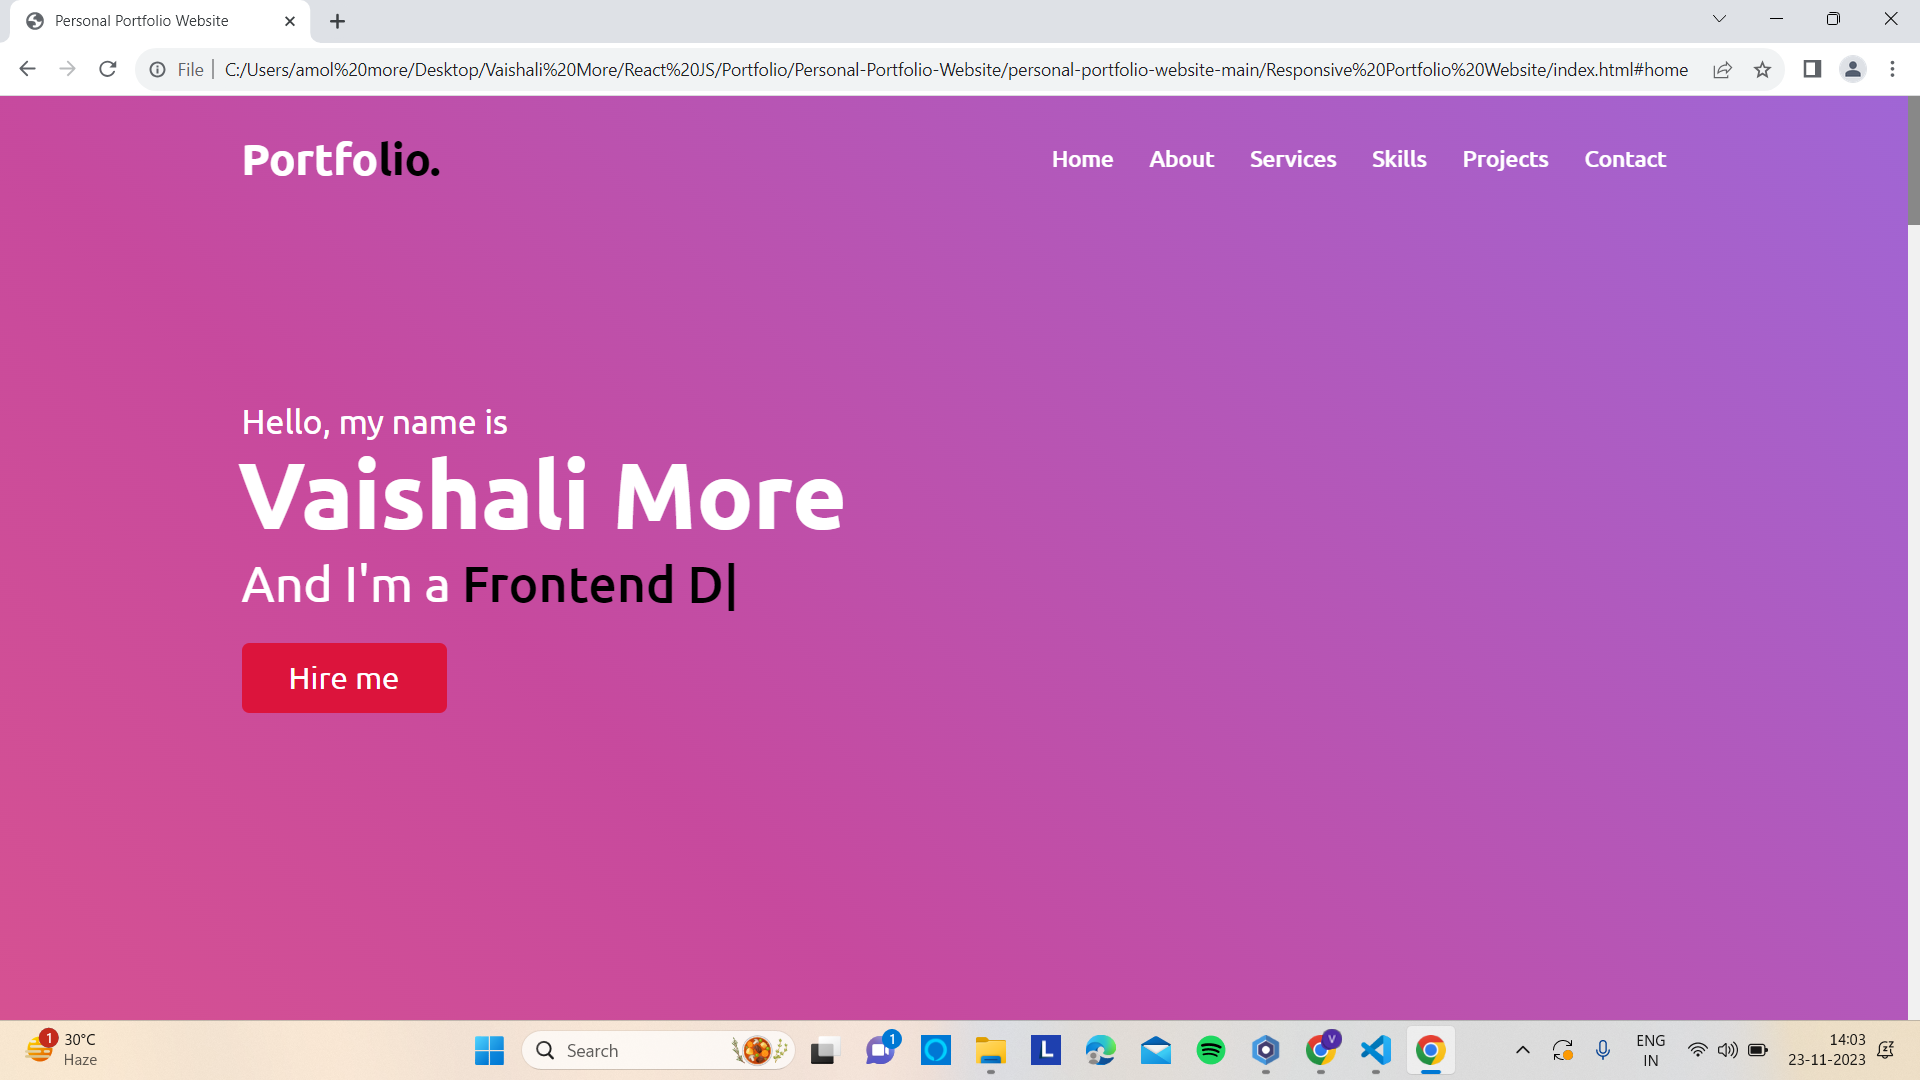 Personal Portfolio Website
File
C:/Users/amol%20more/Desktop/Vaishali%20More/React%20JS/Portfolio/Personal-Portfolio-Website/personal-portfolio-website-main/Responsive%20Portfolio%20Website/index.html#home
Portfolio.
Home About Services Skills Projects Contact
Hello, my name is
Vaishali More
And I'm a Frontend D|
Hire me
1
30°C
Haze
Search
1
L
V
ENG
IN
14:03
23-11-2023